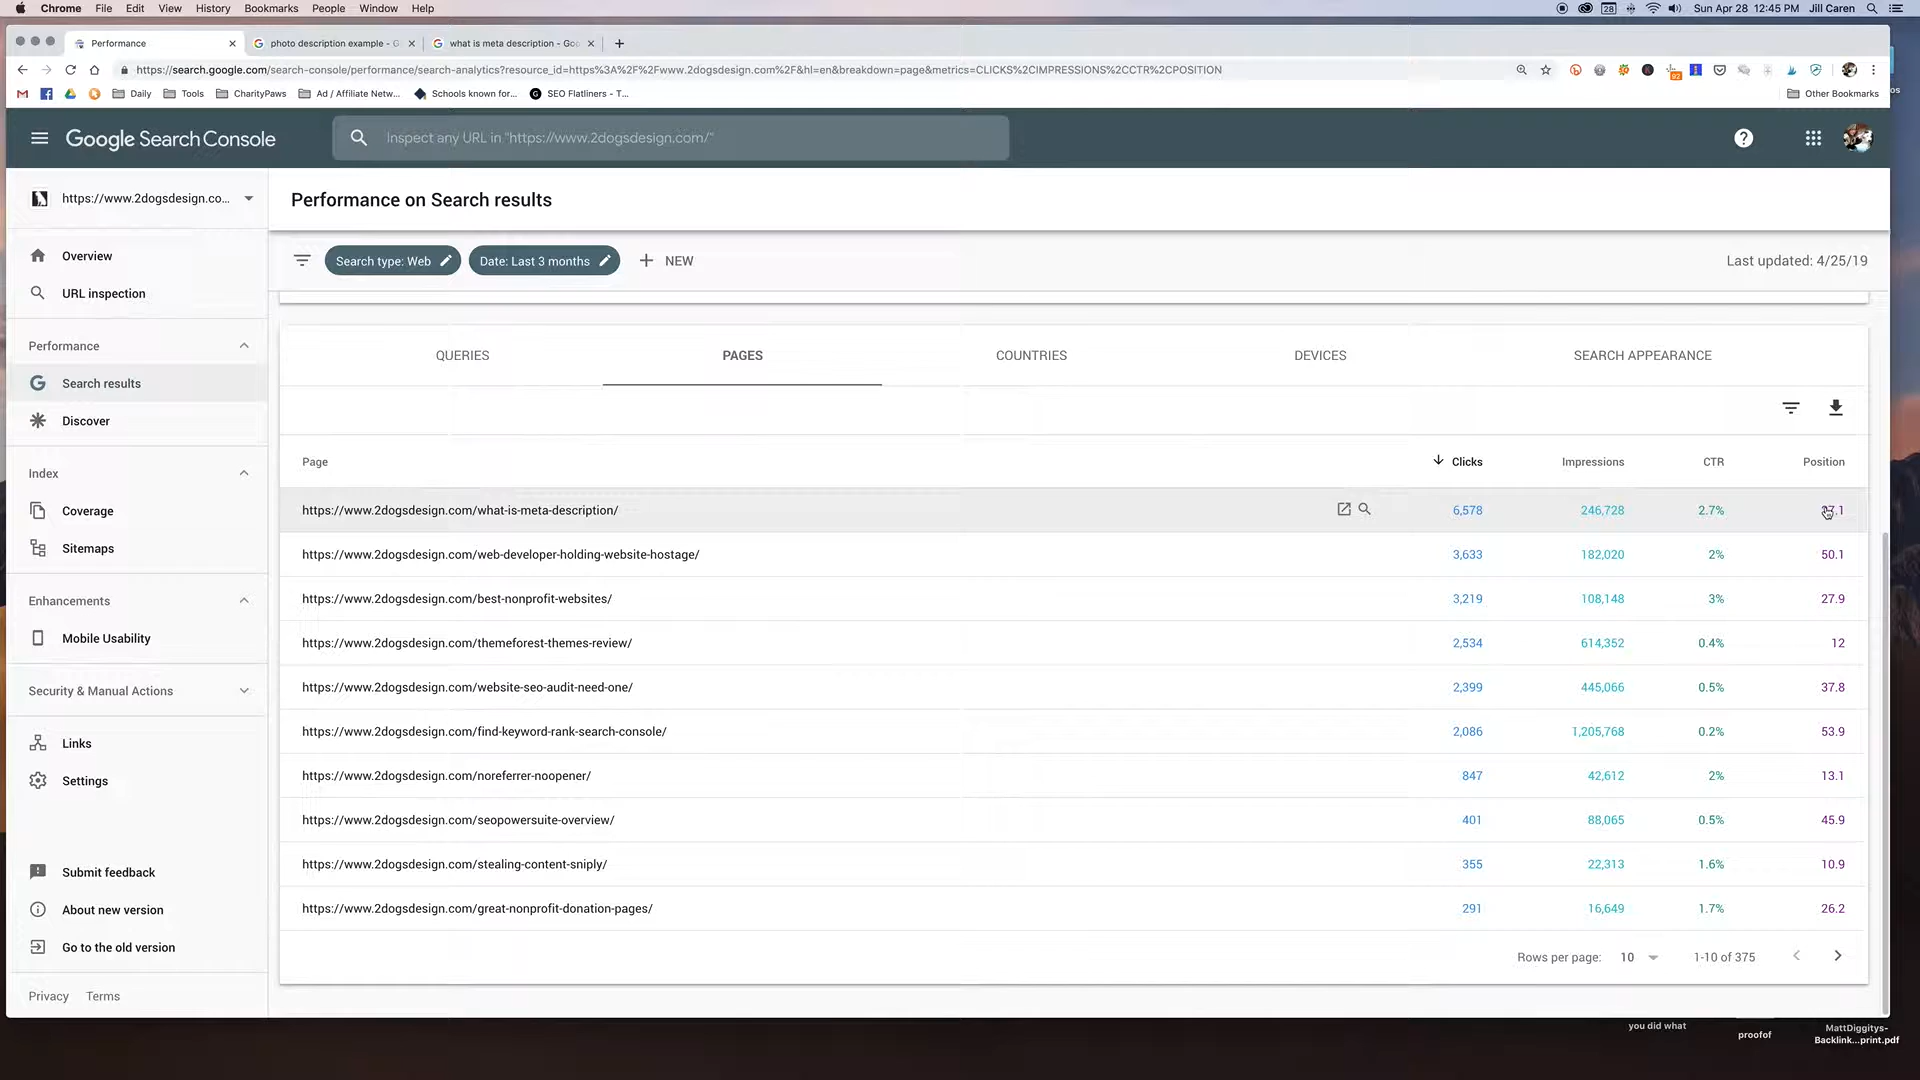 Chrome File Edit View History Bookmarks People Window Help 28 Sun Apr 28 12:45 PM Jill Caren
Performance photo description example - G what is meta description - Goo
https://search.google.com/search-console/performance/search-analytics?resource_id=https%3A%2F%2Fwww.2dogsdesign.com%2F&hl=en&breakdown=page&metrics=CLICKS%2CIMPRESSIONS%2CCTR%2CPOSITION
Daily Tools CharityPaws Ad / Affiliate Netw... Schools known for... SEO Flatliners - T... Other Bookmarks
Google Search Console Inspect any URL in "https://www.2dogsdesign.com/"
https://www.2dogsdesign.co... Performance on Search results
Overview
URL inspection
Performance
Search results
Discover
Index
Coverage
Sitemaps
Enhancements
Mobile Usability
Security & Manual Actions
Links
Settings
Submit feedback
About new version
Go to the old version
Privacy Terms
Search type: Web Date: Last 3 months NEW Last updated: 4/25/19
QUERIES PAGES COUNTRIES DEVICES SEARCH APPEARANCE
Page Clicks Impressions CTR Position
https://www.2dogsdesign.com/what-is-meta-description/ 6,578 246,728 2.7%
https://www.2dogsdesign.com/web-developer-holding-website-hostage/ 3,633 182,020 2% 50.1
https://www.2dogsdesign.com/best-nonprofit-websites/ 3,219 108,148 3% 27.9
https://www.2dogsdesign.com/themeforest-themes-review/ 2,534 614,352 0.4% 12
https://www.2dogsdesign.com/website-seo-audit-need-one/ 2,399 445,066 0.5% 37.8
https://www.2dogsdesign.com/find-keyword-rank-search-console/ 2,086 1,205,768 0.2% 53.9
https://www.2dogsdesign.com/noreferrer-noopener/ 847 42,612 2% 13.1
https://www.2dogsdesign.com/seopowersuite-overview/ 401 88,065 0.5% 45.9
https://www.2dogsdesign.com/stealing-content-sniply/ 355 22,313 1.6% 10.9
https://www.2dogsdesign.com/great-nonprofit-donation-pages/ 291 16,649 1.7% 26.2
Rows per page: 10 1-10 of 375
you did what
proofof
MattDiggitys-
Backlink...print.pdf